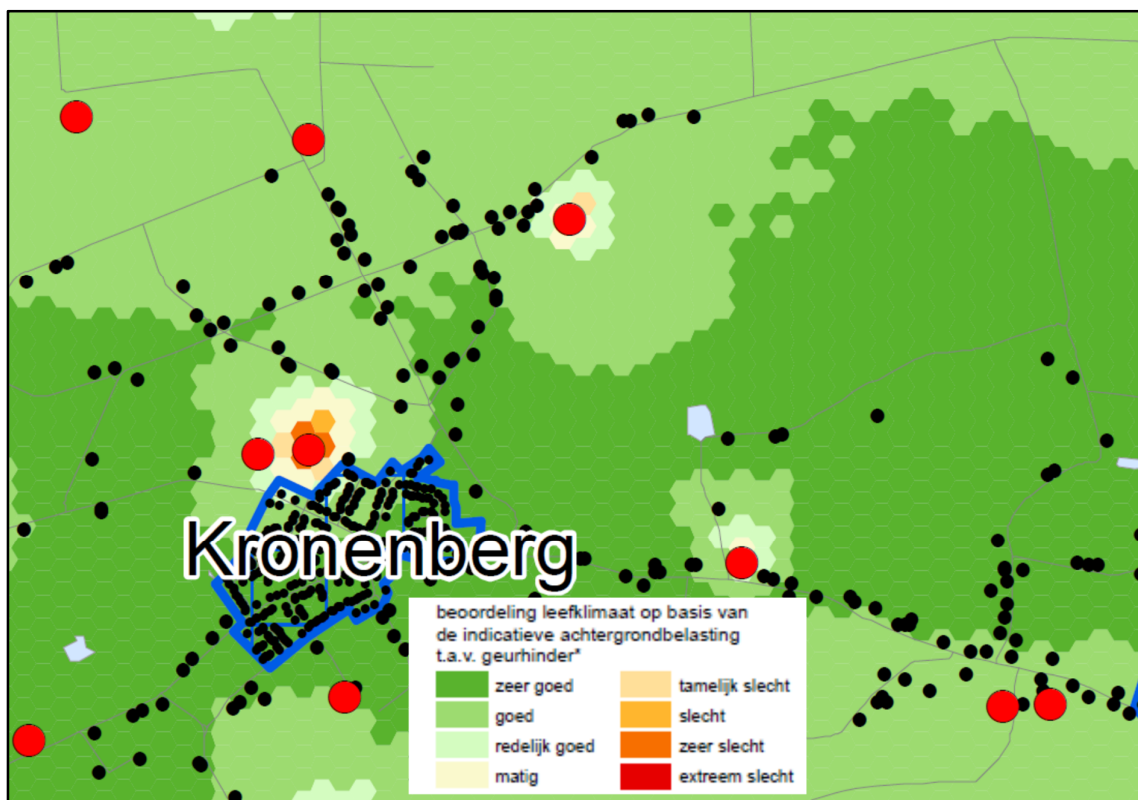 Kronenberg
beoordeling leefklimaat op basis van
de indicatieve achtergrondbelasting
t.a.v. geurhinder*
zeer goed
goed
redelijk goed
matig
tamelijk slecht
slecht
zeer slecht
extreem slecht